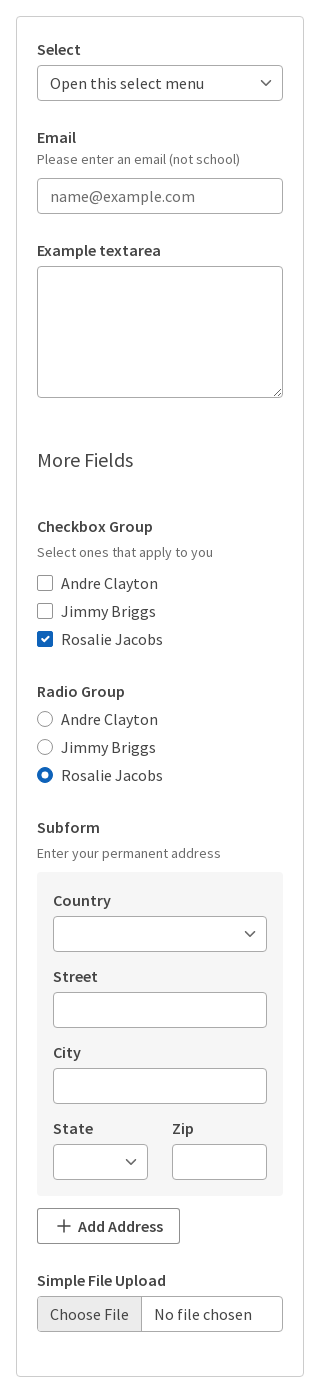 Select
Open this select menu
Email
Please enter an email (not school)
name@example.com
Example textarea
More Fields
Checkbox Group
Select ones that apply to you
Andre Clayton
Jimmy Briggs
Rosalie Jacobs
Radio Group
Andre Clayton
Jimmy Briggs
Rosalie Jacobs
Subform
Enter your permanent address
Country
Street
City
State Zip
Add Address
Simple File Upload
Choose File No file chosen